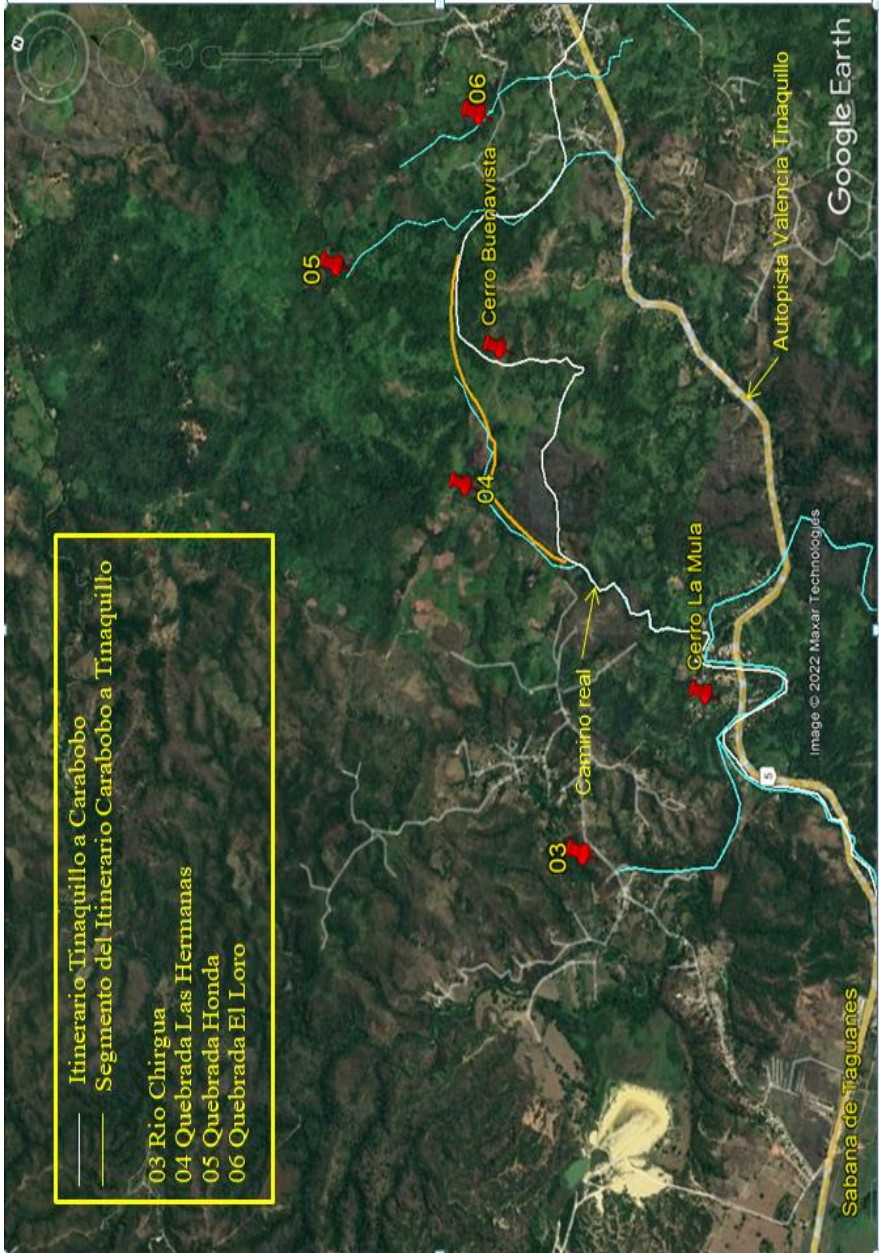 Itinerario Tinaquillo a Carabobo
Segmento del Itinerario Carabobo a Tinaquillo
03 Rio Chirgua
04 Quebrada Las Hermanas
05 Quebrada Honda
06 Quebrada El Loro
N
05
06
04
Cerro Buenavista
03
Camino real
Cerro La Mula
5
Sabana de Taguanes
Autopista Valencia Tinaquillo
Image © 2022 Maxar Technologies
Google Earth